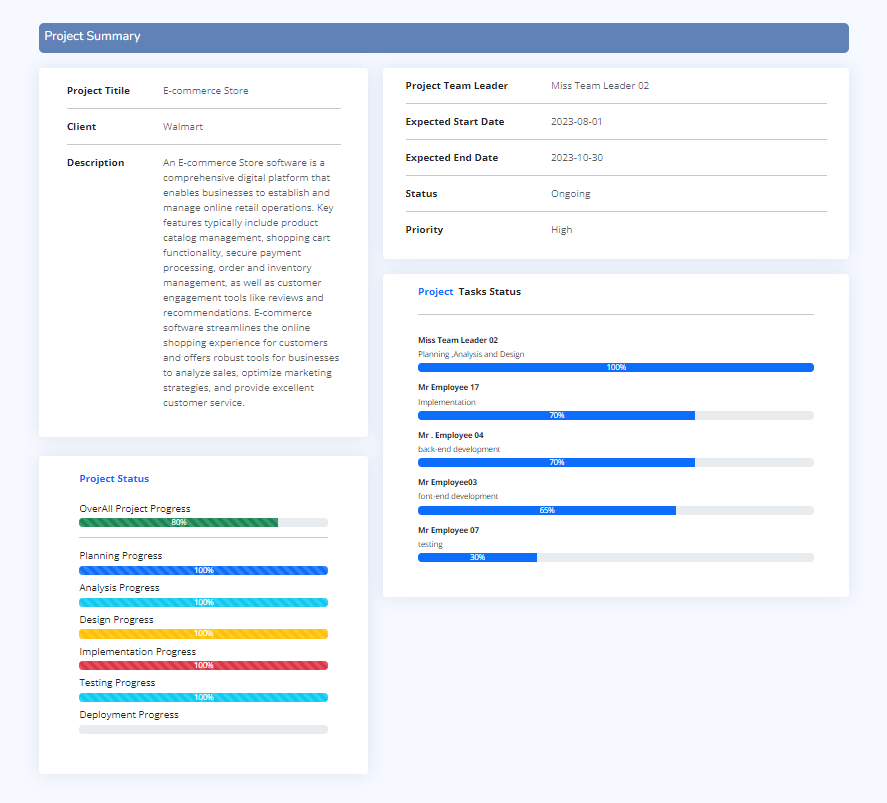 Project Summary
Project Titile E-commerce Store
Client Walmart
Description An E-commerce Store software is a
comprehensive digital platform that
enables businesses to establish and
manage online retail operations. Key
features typically include product
catalog management, shopping cart
functionality, secure payment
processing, order and inventory
management, as well as customer
engagement tools like reviews and
recommendations. E-commerce
software streamlines the online
shopping experience for customers
and offers robust tools for businesses
to analyze sales, optimize marketing
strategies, and provide excellent
customer service.
Project Status
OverAll Project Progress
80%
Planning Progress
100%
Analysis Progress
100%
Design Progress
100%
Implementation Progress
100%
Testing Progress
100%
Deployment Progress
Project Team Leader Miss Team Leader 02
Expected Start Date 2023-08-01
Expected End Date 2023-10-30
Status Ongoing
Priority High
Project Tasks Status
Miss Team Leader 02
Planning ,Analysis and Design
100%
Mr Employee 17
Implementation
70%
Mr . Employee 04
back-end development
70%
Mr Employee03
font-end development
65%
Mr Employee 07
testing
30%